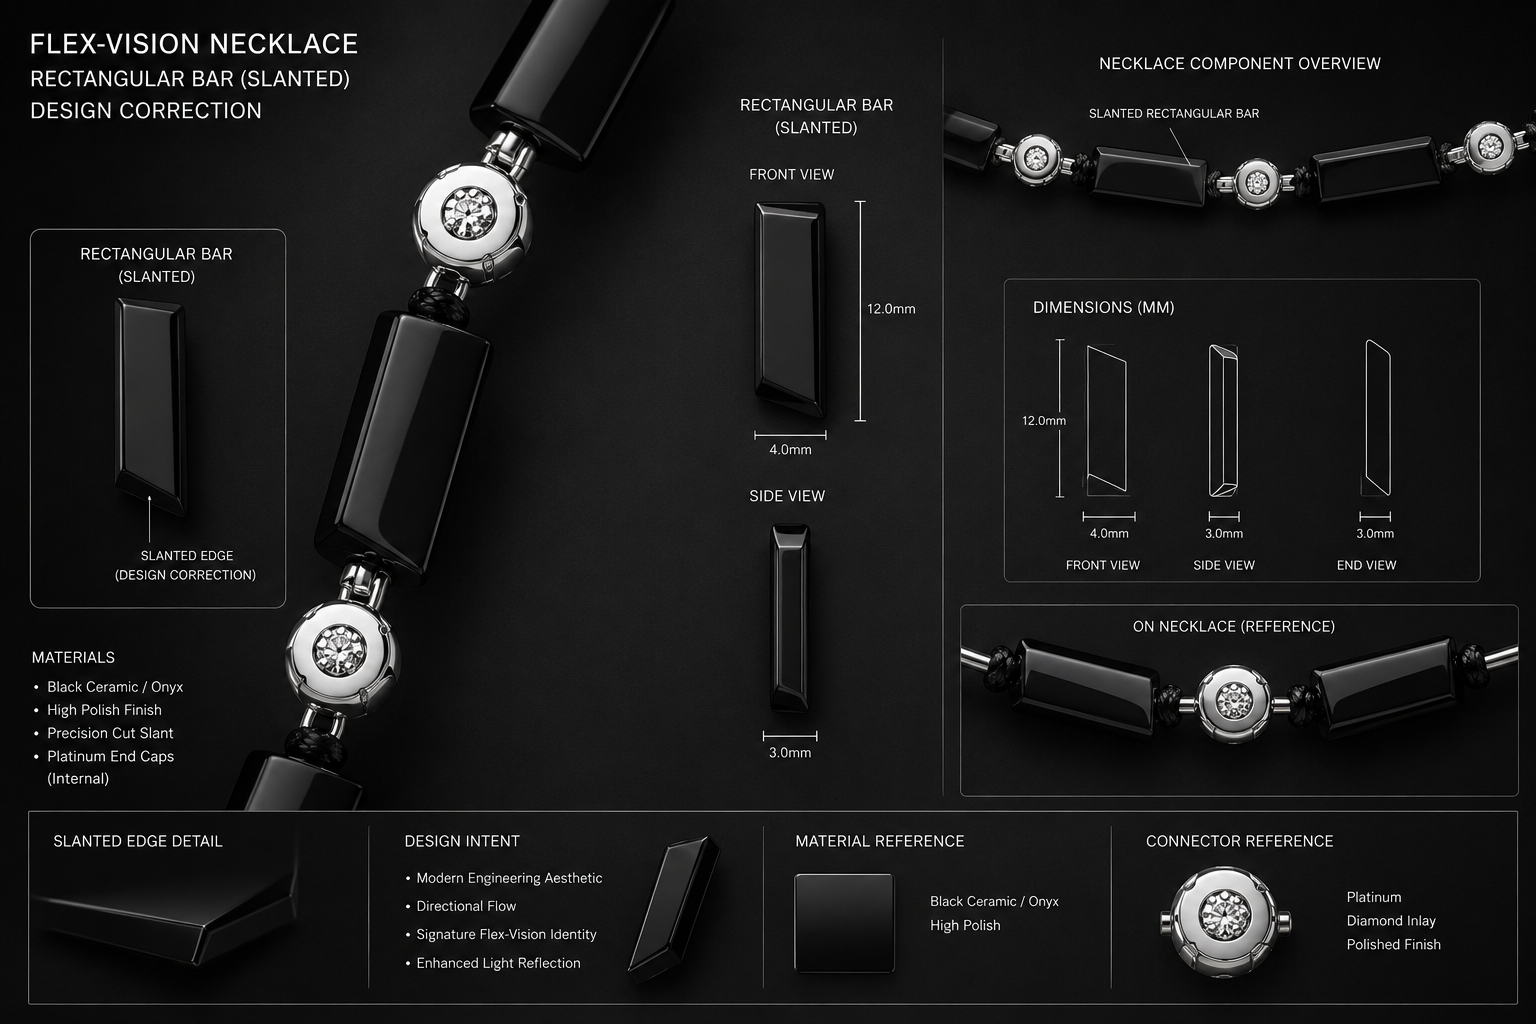 FLEX-VISION NECKLACE
RECTANGULAR BAR (SLANTED)
DESIGN CORRECTION
RECTANGULAR BAR
(SLANTED)
SLANTED EDGE
(DESIGN CORRECTION)
MATERIALS
• Black Ceramic / Onyx
• High Polish Finish
• Precision Cut Slant
• Platinum End Caps
(Internal)
RECTANGULAR BAR
(SLANTED)
FRONT VIEW
12.0mm
4.0mm
SIDE VIEW
3.0mm
NECKLACE COMPONENT OVERVIEW
SLANTED RECTANGULAR BAR
DIMENSIONS (MM)
12.0mm
4.0mm
3.0mm
3.0mm
FRONT VIEW
SIDE VIEW
END VIEW
ON NECKLACE (REFERENCE)
SLANTED EDGE DETAIL
DESIGN INTENT
• Modern Engineering Aesthetic
• Directional Flow
• Signature Flex-Vision Identity
• Enhanced Light Reflection
MATERIAL REFERENCE
Black Ceramic / Onyx
High Polish
CONNECTOR REFERENCE
Platinum
Diamond Inlay
Polished Finish